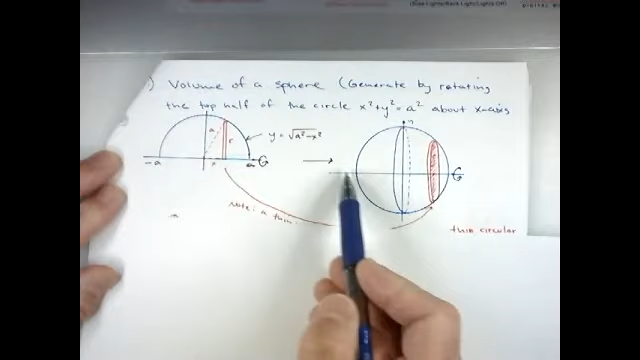 ) Volume of a sphere (Generate by rotating
the top half of the circle x²+y²=a² about x-axis
a
r
y = √a²-x²
-a
x
a
Note: a thin
thin circular